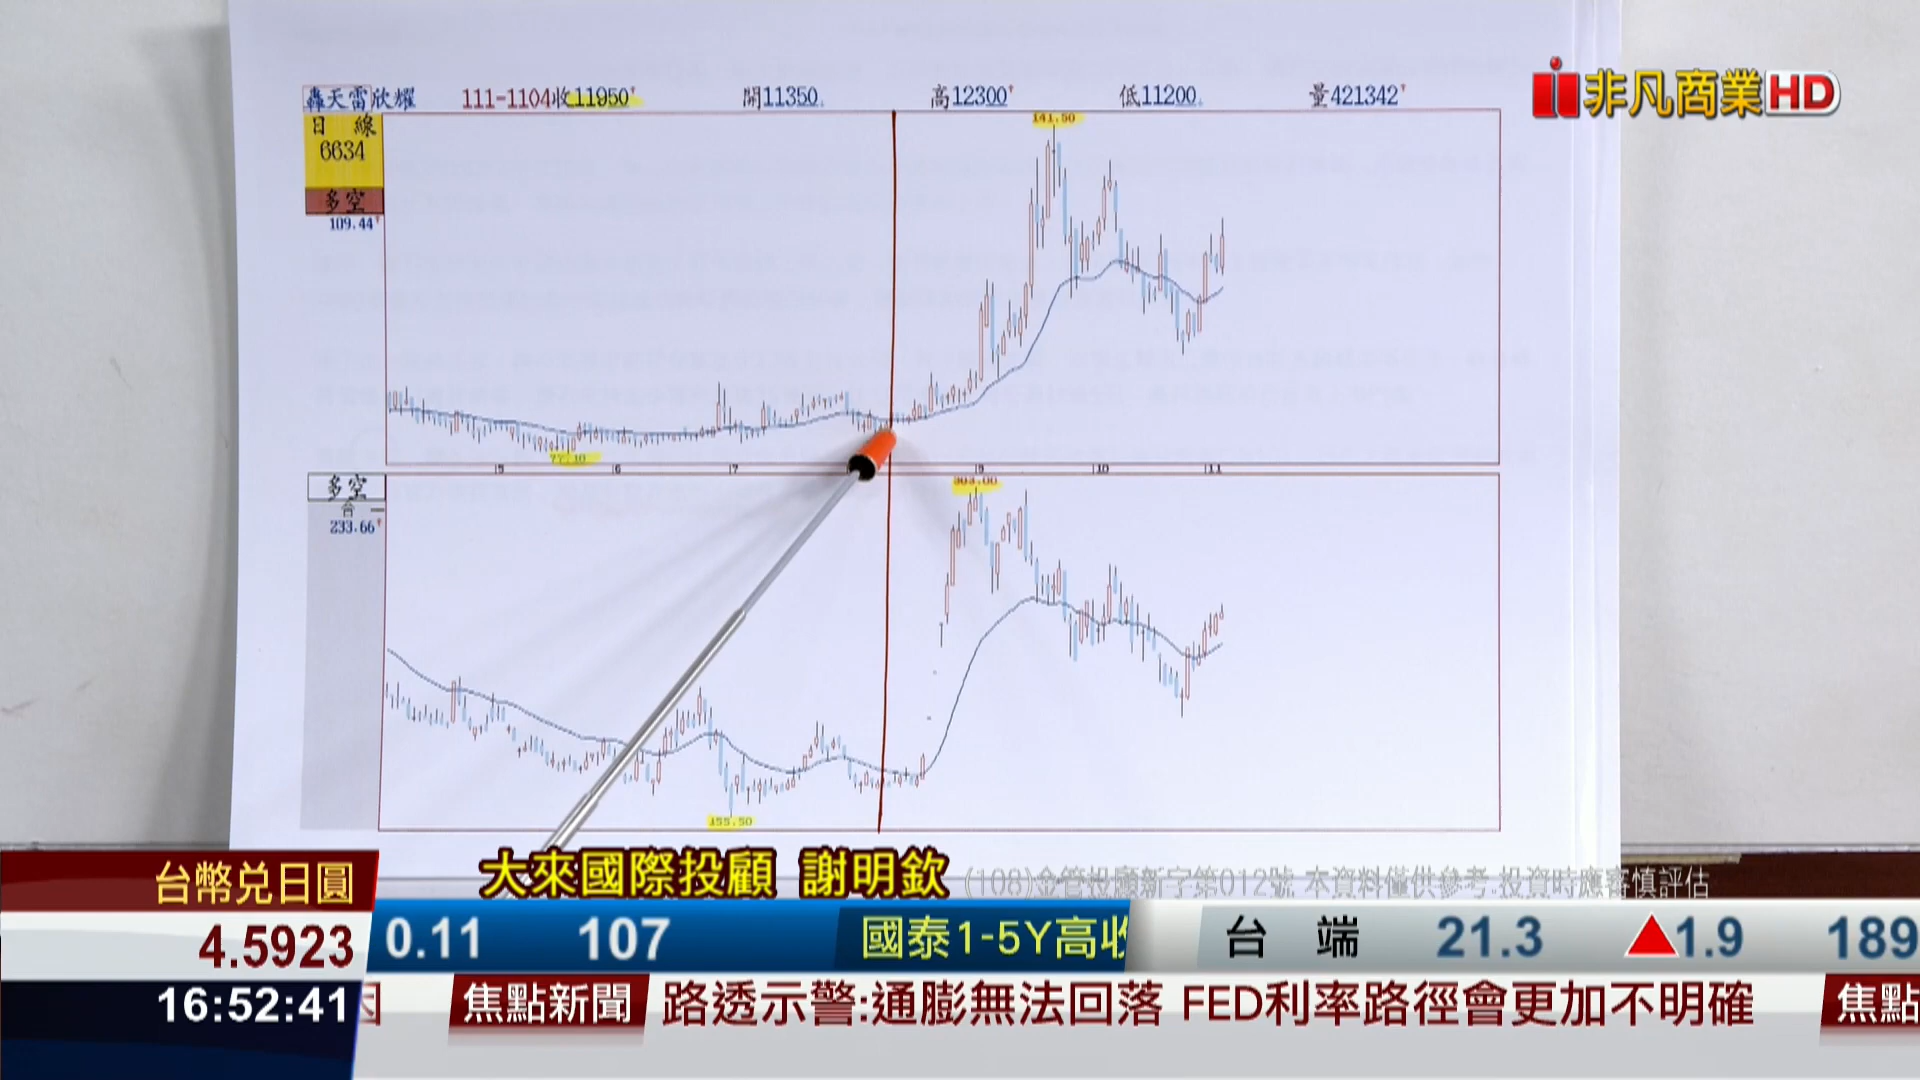 非凡商業HD
轟天雷欣耀 111-1104收11950↑ 開11350↓ 高12300↑ 低11200↓ 量421342↑
日 線
6634
多空
109.44↑
141.50
5 6 7 9 10 11
多空
合一
233.66↑
303.00
155.50
大來國際投顧 謝明欽 (108)金管投顧新字第012號 本資料僅供參考.投資時應審慎評估
台幣兑日圓
4.5923
0.11 107 國泰1-5Y高收 台 端 21.3 ▲1.9 189
16:52:41
焦點新聞 路透示警:通膨無法回落 FED利率路徑會更加不明確 焦點